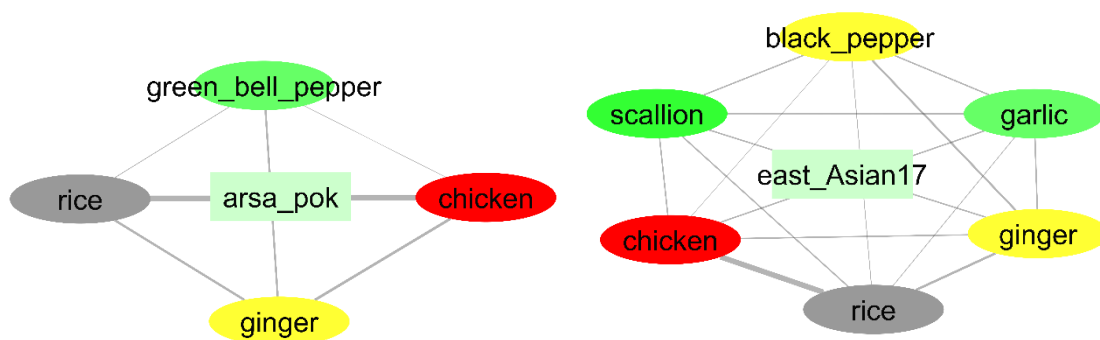 green_bell_pepper
rice
arsa_pok
chicken
ginger
black_pepper
scallion
garlic
east_Asian17
chicken
ginger
rice